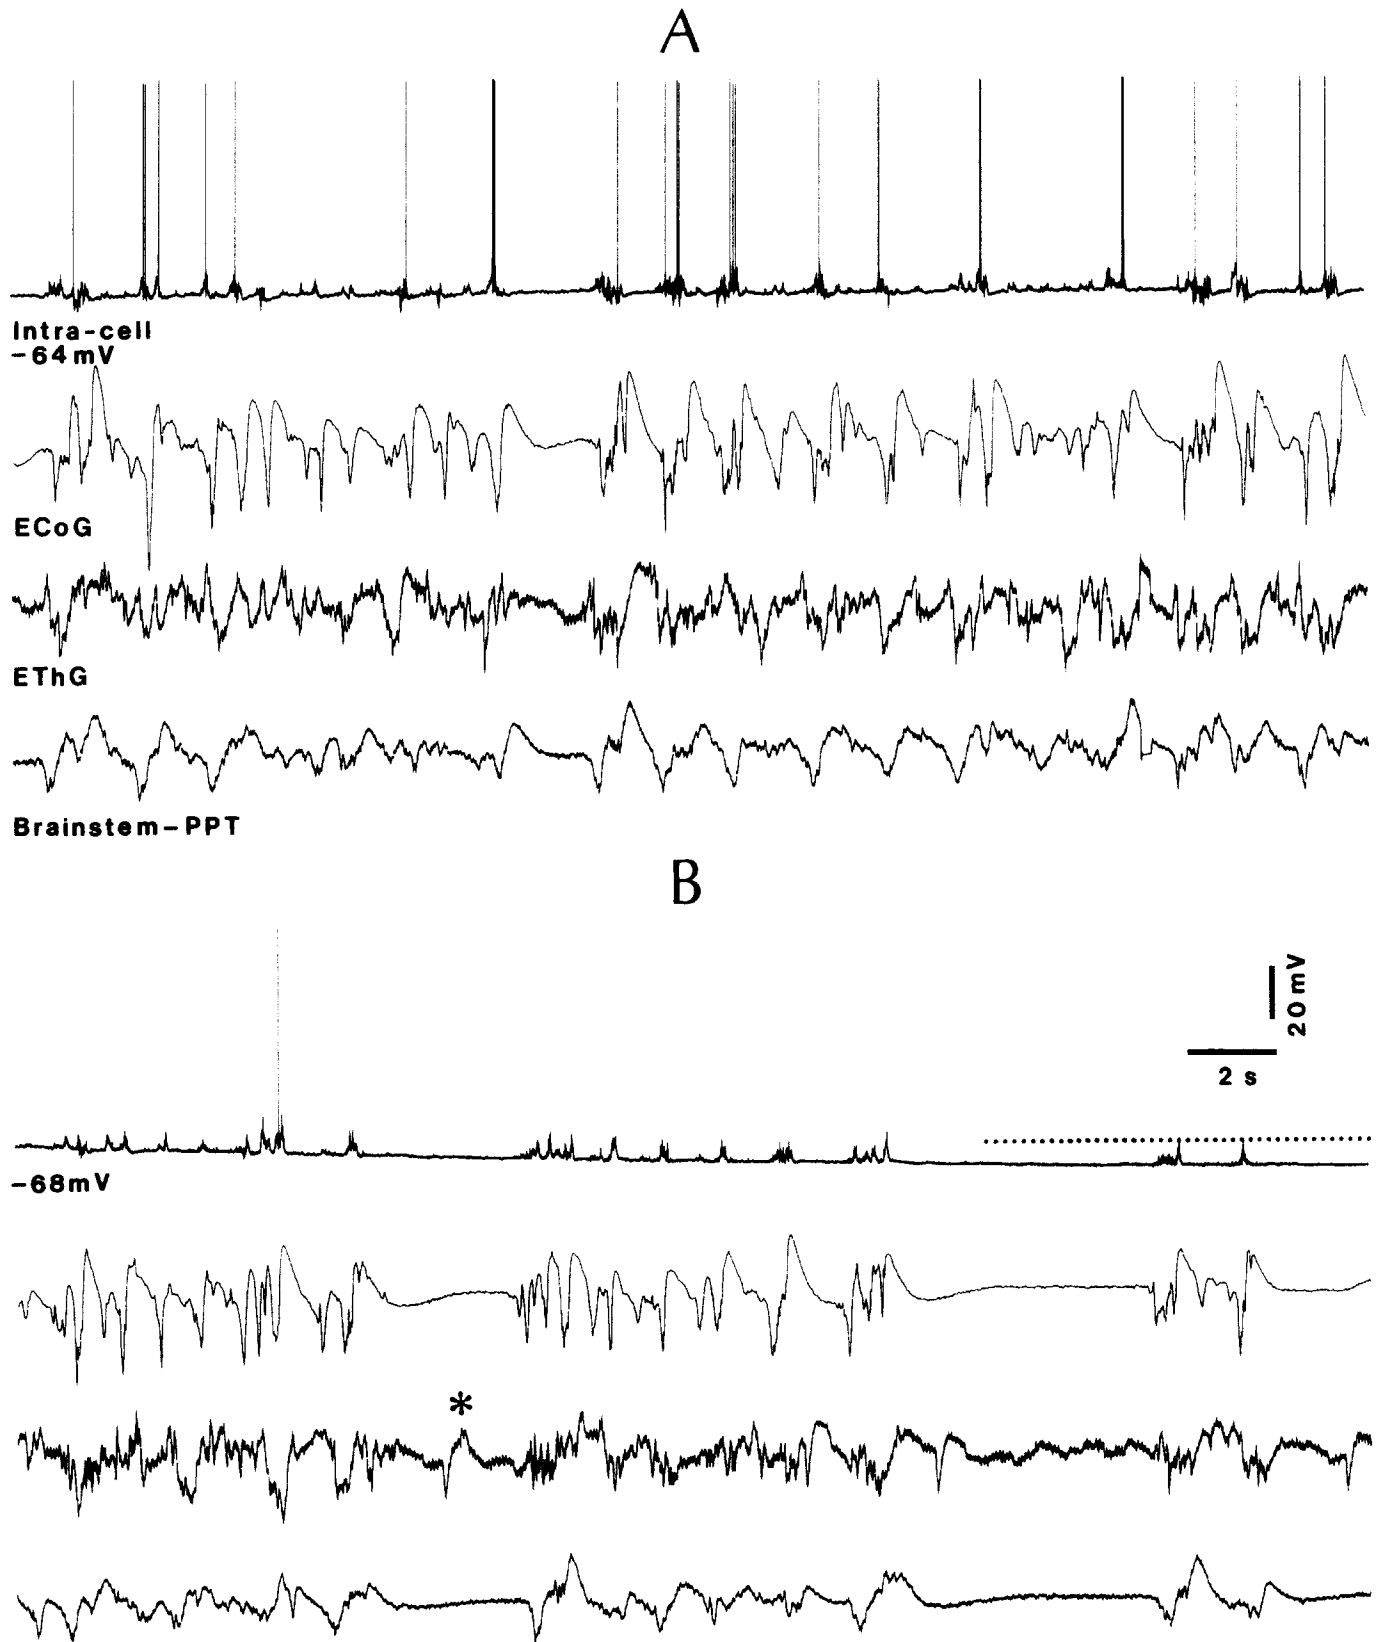 A
Intra-cell
-64mV
ECoG
EThG
Brainstem-PPT
B
20mV
2 s
-68mV
*